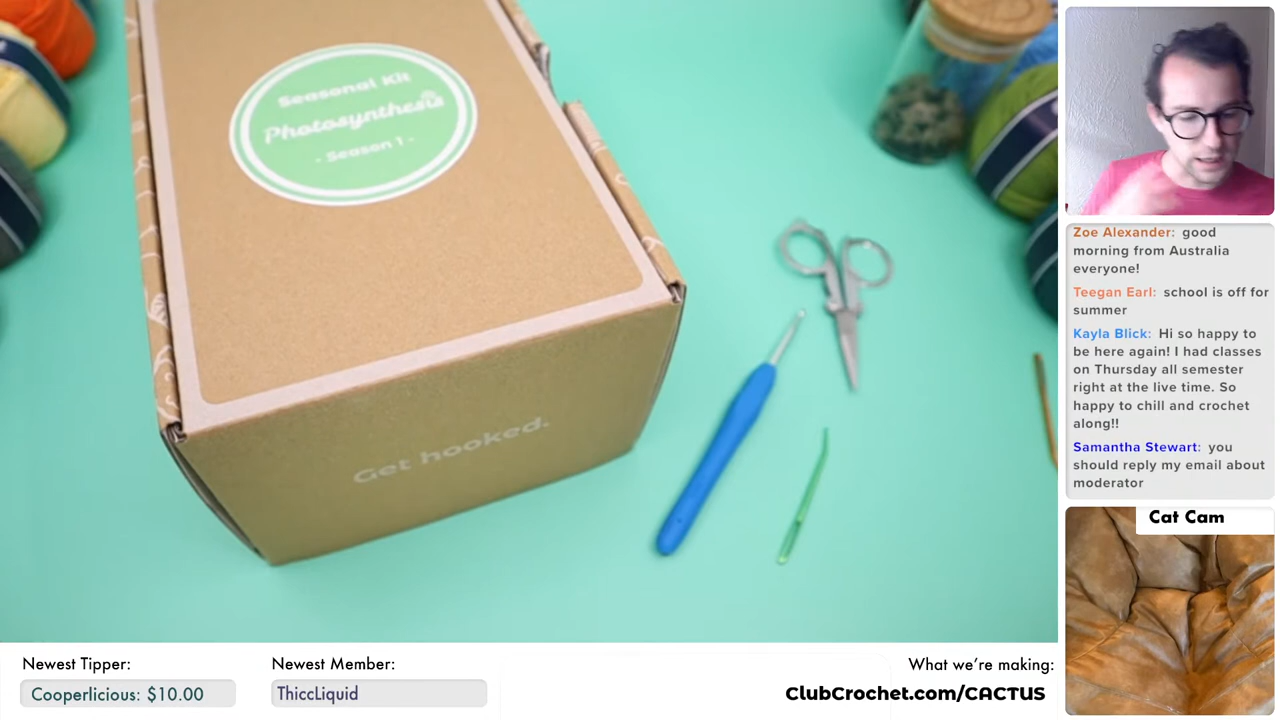 Seasonal Kit
Photosynthesis
- Season 1 -
Get hooked.
Zoe Alexander: good
morning from Australia
everyone!
Teegan Earl: school is off for
summer
Kayla Blick: Hi so happy to
be here again! I had classes
on Thursday all semester
right at the live time. So
happy to chill and crochet
along!!
Samantha Stewart: you
should reply my email about
moderator
Cat Cam
Newest Tipper:
Cooperlicious: $10.00
Newest Member:
ThiccLiquid
What we're making:
ClubCrochet.com/CACTUS